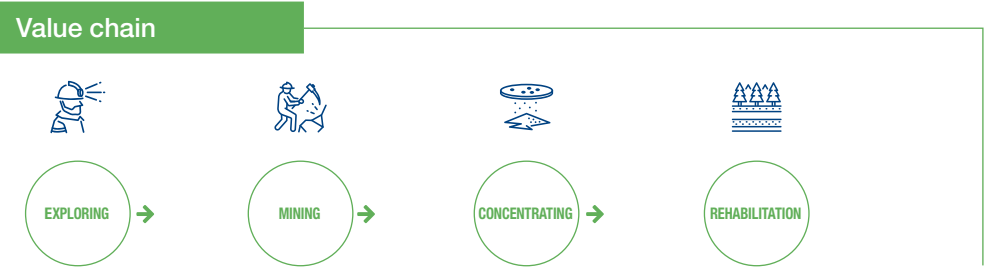 Value chain
EXPLORING
MINING
CONCENTRATING
REHABILITATION